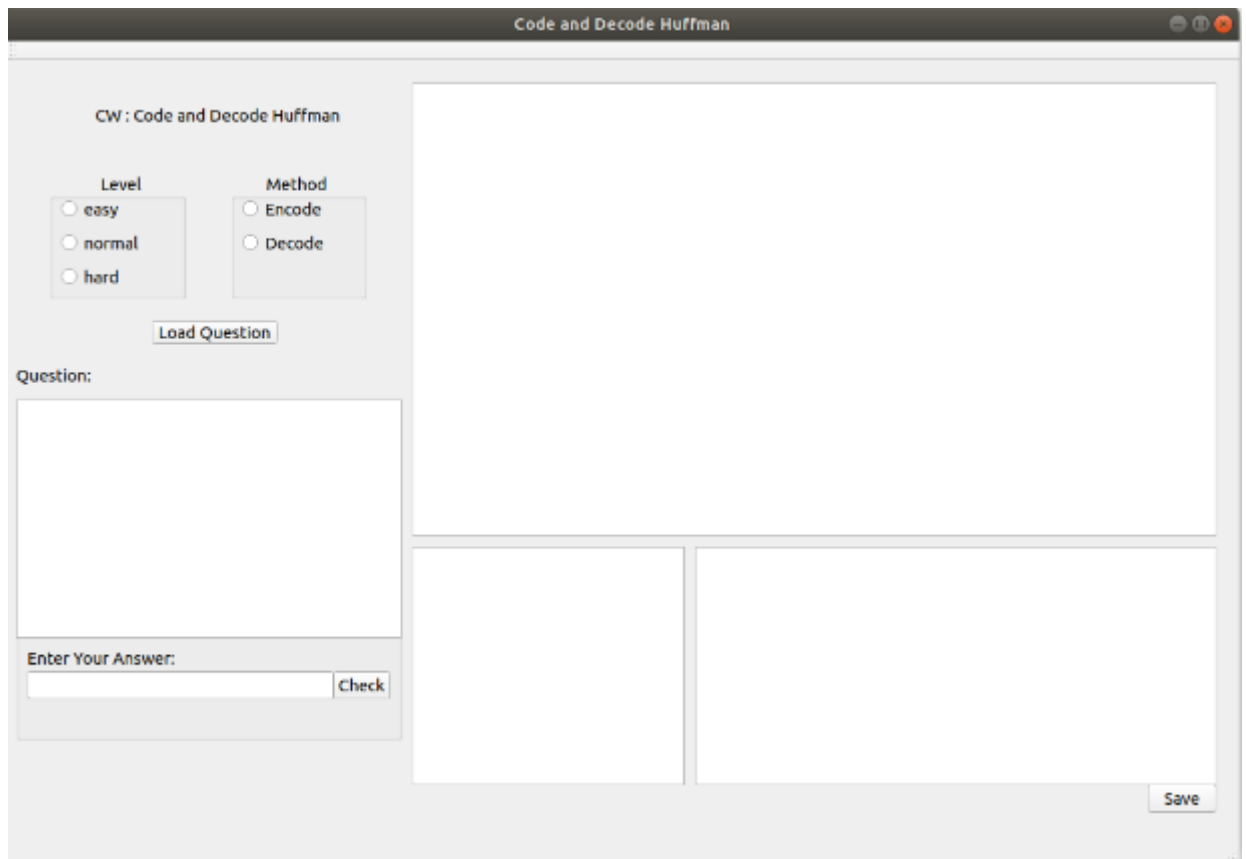 Code and Decode Huffman
CW : Code and Decode Huffman
Level Method
easy Encode
normal Decode
hard
Load Question
Question:
Enter Your Answer:
Check
Save